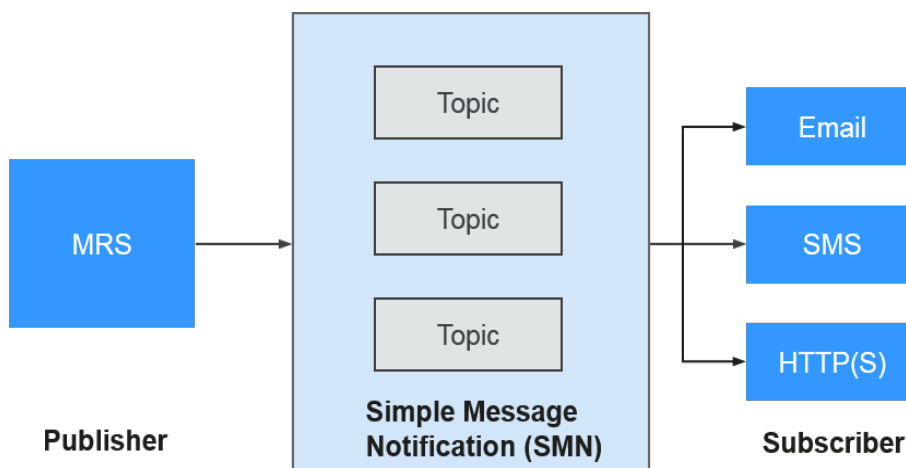 MRS
Publisher
Topic
Topic
Topic
Simple Message
Notification (SMN)
Email
SMS
HTTP(S)
Subscriber